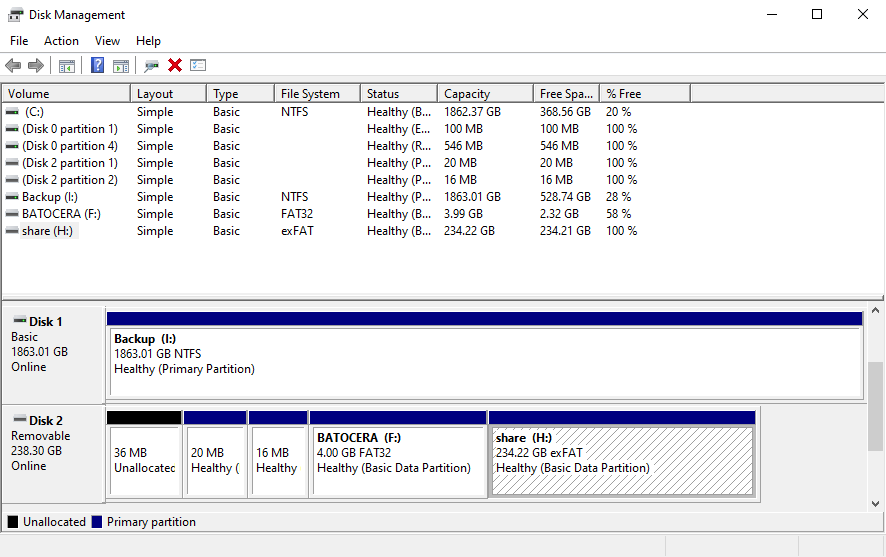 Disk Management
File Action View Help
Volume Layout Type File System Status Capacity Free Spa... % Free
(C:) Simple Basic NTFS Healthy (B... 1862.37 GB 368.56 GB 20 %
(Disk 0 partition 1) Simple Basic Healthy (E... 100 MB 100 MB 100 %
(Disk 0 partition 4) Simple Basic Healthy (R... 546 MB 546 MB 100 %
(Disk 2 partition 1) Simple Basic Healthy (P... 20 MB 20 MB 100 %
(Disk 2 partition 2) Simple Basic Healthy (P... 16 MB 16 MB 100 %
Backup (I:) Simple Basic NTFS Healthy (P... 1863.01 GB 528.74 GB 28 %
BATOCERA (F:) Simple Basic FAT32 Healthy (B... 3.99 GB 2.32 GB 58 %
share (H:) Simple Basic exFAT Healthy (B... 234.22 GB 234.21 GB 100 %
Disk 1
Basic
1863.01 GB
Online
Backup (I:)
1863.01 GB NTFS
Healthy (Primary Partition)
Disk 2
Removable
238.30 GB
Online
36 MB
Unallocated
20 MB
Healthy (
16 MB
Healthy
BATOCERA (F:)
4.00 GB FAT32
Healthy (Basic Data Partition)
share (H:)
234.22 GB exFAT
Healthy (Basic Data Partition)
Unallocated Primary partition